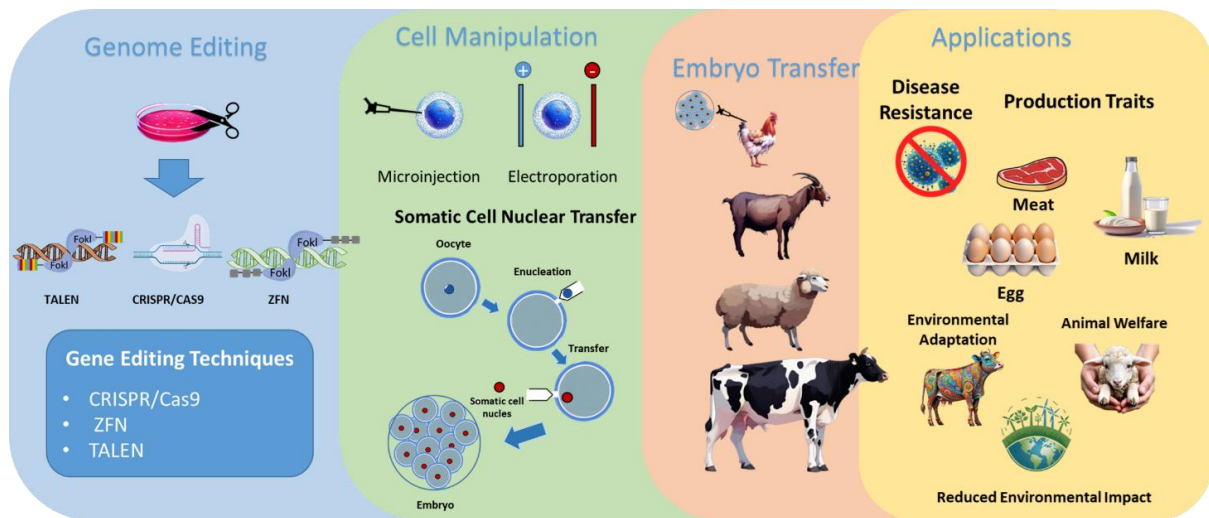 Genome Editing
FokI
FokI
TALEN
CRISPR/CAS9
FokI
FokI
ZFN
Gene Editing Techniques
• CRISPR/Cas9
• ZFN
• TALEN
Cell Manipulation
+
-
Microinjection
Electroporation
Somatic Cell Nuclear Transfer
Oocyte
Enucleation
Transfer
Somatic cell
nucles
Embryo
Embryo Transfer
Applications
Disease
Resistance
Production Traits
Meat
Milk
Egg
Environmental
Adaptation
Animal Welfare
Reduced Environmental Impact